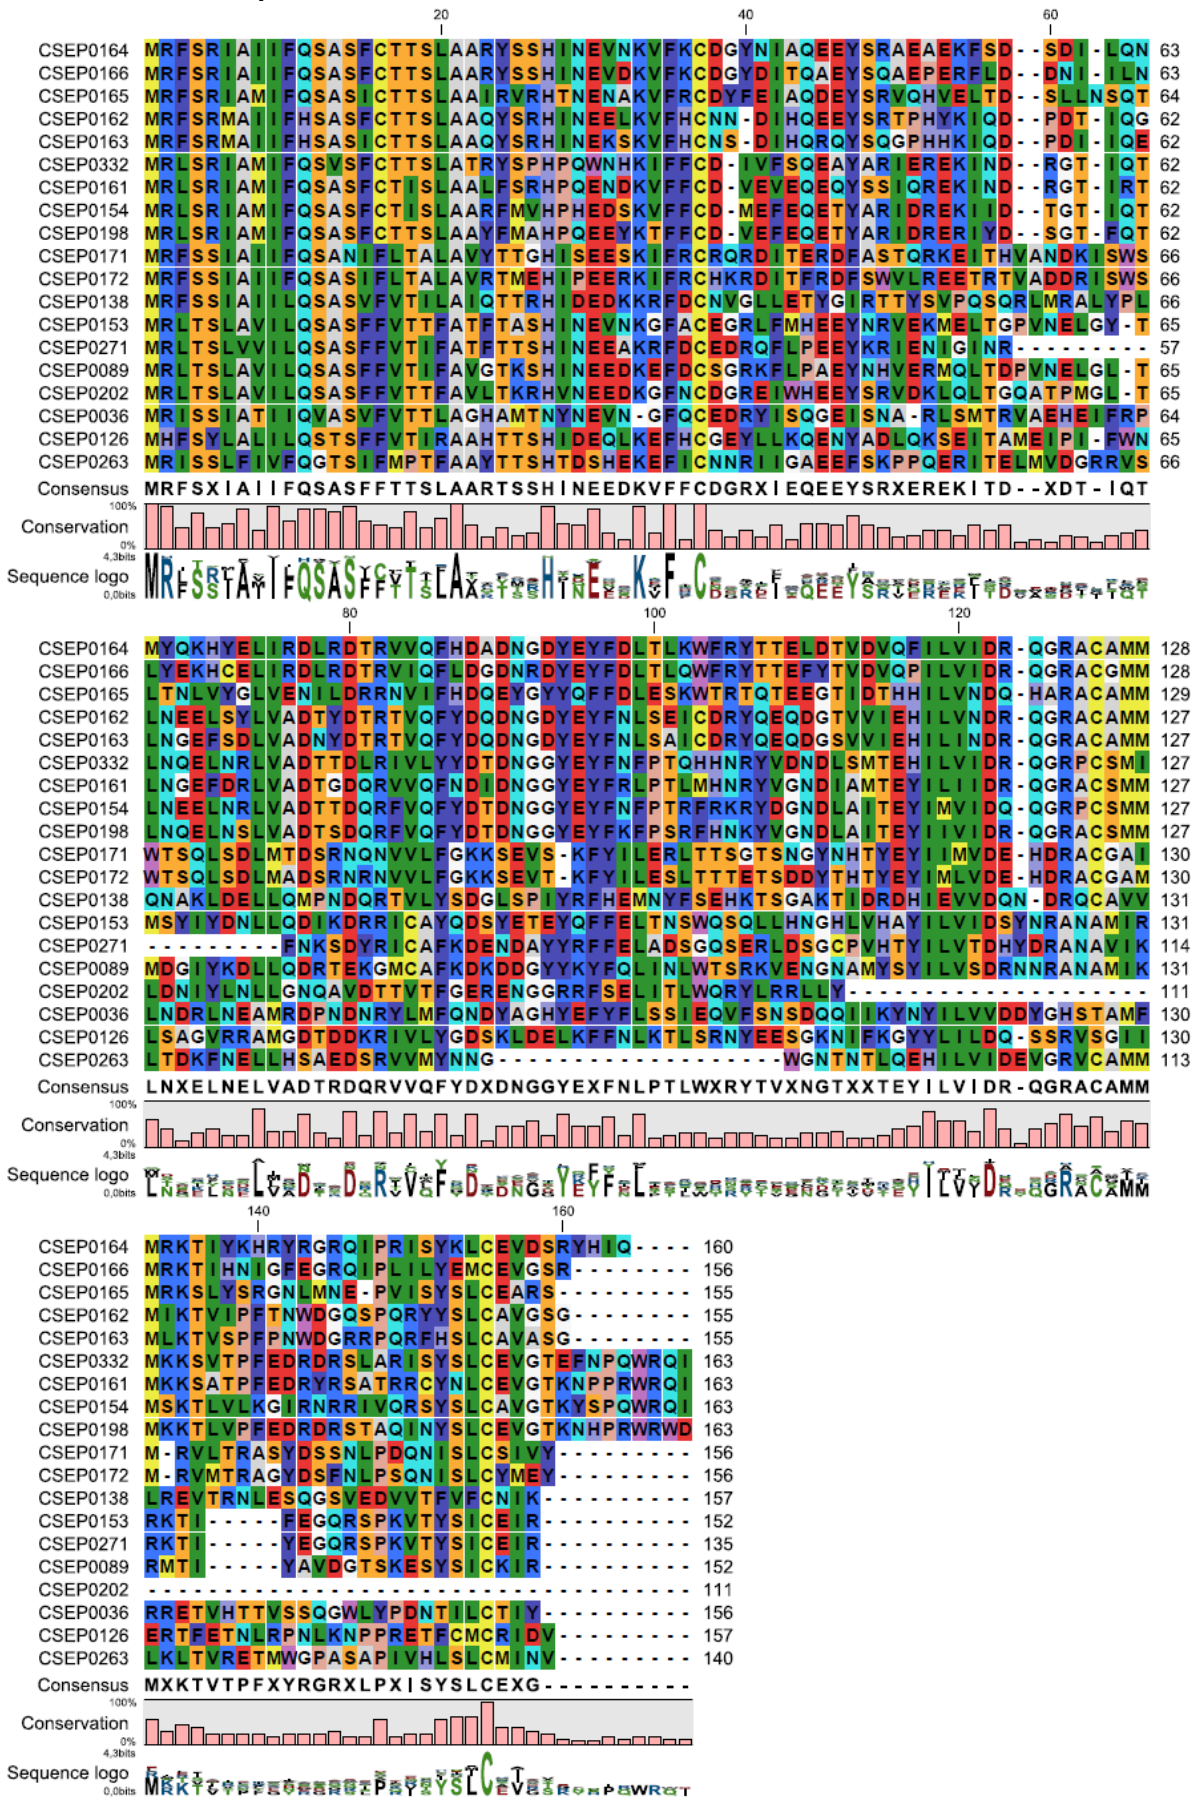 20 40 60
CSEP0164 MRFSRIAIIFQSASFCTTSLAARYSSHINEVNKVFKCDGYNIAQEEYSRAEAEKFSD--SDI-LQN 63
CSEP0166 MRFSRIAIIFQSASFCTTSLAARYSSHINEVDKVFKCDGYDITQAEYSQAEPERFLD--DNI-ILN 63
CSEP0165 MRFSRIAMIFQSASICTTSLAAIRVRHTNENAKVFRCDYFEIAQDEYSRVQHVELTD--SLLNSQT 64
CSEP0162 MRFSRMAIIFHSASFCTTSLAAQYSRHINEELKVFHCNN-DIHQEEYSRTPHYKIQD--PDT-IQG 62
CSEP0163 MRFSRMAIIFHSASICTTSLAAQYSRHINEKSKVFHCNS-DIHQRQYSQGPHHKIQD--PDI-IQE 62
CSEP0332 MRLSRIAMIFQSVSFCTTSLATRYSPHPQWNHKIFFCD-IVFSQEAYARIEREKIND--RGT-IQT 62
CSEP0161 MRLSRIAMIFQSASFCTISLAALFSRHPQENDKVFFCD-VEVEQEQYSSIQREKIND--RGT-IRT 62
CSEP0154 MRLSRIAMIFQSASFCTISLAARFMVHPHEDSKVFFCD-MEFEQETYARIDREKIID--TGT-IQT 62
CSEP0198 MRLSRIAMIFQSASFCTTSLAAYFMAHPQEEYKTFFCD-VEFEQETYARIDRERIYD--SGT-FQT 62
CSEP0171 MRFSSIAIIFQSANIFLTALAVYTTGHISEESKIFRCRQRDITERDFASTQRKEITHVANDKISWS 66
CSEP0172 MRFSSIAIIFQSASIFLTALAVRTMEHIPEERKIFRCHKRDITFRDFSWVLREETRTVADDRISWS 66
CSEP0138 MRFSSIAIILQSASVFVTILAIQTTRHIDEDKKRFDCNVGLLETYGIRTTYSVPQSQRLMRALYPL 66
CSEP0153 MRLTSLAVILQSASFFVTTFATFTASHINEVNKGFACEGRLFMHEEYNRVEKMELTGPVNELGY-T 65
CSEP0271 MRLTSLVVILQSASFFVTIFATFTTSHINEEAKRFDCEDRQFLPEEYKRIENIGINR--------- 57
CSEP0089 MRLTSLAVILQSASFFVTIFAVGTKSHINEEDKEFDCSGRKFLPAEYNHVERMQLTDPVNELGL-T 65
CSEP0202 MRLTSLAVILQSASFFVTTFAVLTKRHVNEEDKGFNCDGREIWHEEYSRVDKLQLTGQATPMGL-T 65
CSEP0036 MRISSIATIIQVASVFVTTLAGHAMTNYNEVN-GFQCEDRYISQGEISNA-RLSMTRVAEHEIFRP 64
CSEP0126 MHFSYLALILQSTSFFVTIRAAHTTSHIDEQLKEFHCGEYLLKQENYADLQKSEITAMEIPI-FWN 65
CSEP0263 MRISSLFIVFQGTSIFMPTFAAYTTSHTDSHEKEFICNNRIIGAEEFSKPPQERITELMVDGRRVS 66
Consensus MRFSXIAIIFQSASFFTTSLAARTSSHINEEDKVFFCDGRXIEQEEYSRXEREKITD--XDT-IQT
100%
Conservation
0%
4,3bits
Sequence logo
0,0bits
80 100 120
CSEP0164 MYQKHYELIRDLRDTRVVQFHDADNGDYEYFDLTLKWFRYTTELDTVDVQFILVIDR-QGRACAMM 128
CSEP0166 LYEKHCELIRDLRDTRVVQFLDGDNRDYEYFDLTLQWFRYTTEFYTVDVQPILVIDR-QGRACGMM 128
CSEP0165 LTNLVYGLVENILDRRNVIFHDQEYGYYQFFDLESKWTRTQTEEGTIDTHHILVNDQ-HARACAMM 129
CSEP0162 LNEELSYLVADTYDTRTVQFYDQDNGDYEYFNLSEICDRYQEQDGTVVIEHILVNDR-QGRACAMM 127
CSEP0163 LNGEFSDLVADNYDTRTVQFYDQDNGDYEYFNLSAICDRYQEQDGSVVIEHILINDR-QGRACAMM 127
CSEP0332 LNQELNRLVADTTDLRIVLYYDTDNGGYEYFNFPTQHHNRYVDNDLSMTEHILVIDR-QGRPCSMI 127
CSEP0161 LNGEFDRLVADTGDQRVVQFNDIDNGGYEYFRLPTLMHNRYVGNDIAMTEYILIIDR-QGRACAMM 127
CSEP0154 LNEELNRLVADTTDQRFVQFYDTDNGGYEYFNFPTRFRKRYDGNDLAITEYIMVIDQ-QGRPCSMM 127
CSEP0198 LNQELNSLVADTSDQRFVQFYDTDNGGYEYFKFPSRFHNKYVGNDLAITEYIIVIDR-QGRACSMM 127
CSEP0171 WTSQLSDLMTDSRNQNVVLFGKKSEVS-KFYILERLTTSGTSNGYNHTYEYIIMVDE-HDRACGAI 130
CSEP0172 WTSQLSDLMADSRNRNVVLFGKKSEVT-KFYILESLTTTETSDDYTHTYEYIMLVDE-HDRACGAM 130
CSEP0138 QNAKLDELLQMPNDQRTVLYSDGLSPIYRFHEMNYFSEHKTSGAKTIDRDHIEVVDQN-DRQACAVV 131
CSEP0153 MSYIYDNLLQDIKDRRICAYQDSYETEYQFFELTNSWQSQLLHNGHLVHAYILVIDSYNRANAMIR 131
CSEP0271 ---------FNKSDYRICAFKDENDAYYRFFELADSGQSERLDSGCPVHTYILVTDHYDRANAVIK 114
CSEP0089 MDGIYKDLLQDRTEKGMCAFKDKDDGYYKYFQLINLWTSRKVENGNAMYSYILVSDRNNRANAMIK 131
CSEP0202 LDNIYLNLLGNQAVDTTVTFGERENGGRRFSELITLWQRYLRRLLY-------------------- 111
CSEP0036 LNDRLNEAMRDPNDNRYLMFQNDYAGHYEFYFLSSIEQVFSNSDQQIIKYNYILVVDDYGHSTAMF 130
CSEP0126 LSAGVRRAMGDTDDKRIVLYGDSKLDELKFFNLKTLSRNYEESGKNIFKGYYLILDQ-SSRVSGII 130
CSEP0263 LTDKFNELLHSAEDSRVVMYNNG-------------------WGNTNTLQEHILVIDEVGRVCAMM 113
Consensus LNXELNELVADTRDQRVVQFYDXDNGGYEXFNLPTLWXRYTVXNGTXXTEYILVIDR-QGRACAMM
100%
Conservation
0%
4,3bits
Sequence logo
0,0bits
140 160
CSEP0164 MRKTIYKHRYRGRQIPRISYKLCEVDSRYHIQ---- 160
CSEP0166 MRKTIHNIGFEGRQIPLILYEMCEVGSR-------- 156
CSEP0165 MRKSLYSRGNLMNE-PVISYSLCEARS--------- 155
CSEP0162 MIKTVIPFTNWDGQSPQRYYSLCAVGSG-------- 155
CSEP0163 MLKTVSPFPNWDGRRPQRFHSLCAVASG-------- 155
CSEP0332 MKKSVTPFEDRDRSLARISYSLCEVGTEFNPQWRQI 163
CSEP0161 MKKSATPFEDRYRSATRRCYNLCEVGTKNPPRWRQI 163
CSEP0154 MSKTLVLKGIRNRRIVQRSYSLCAVGTKYSPQWRQI 163
CSEP0198 MKKTLVPFEDRDRSTAQINYSLCEVGTKNHPRWRWD 163
CSEP0171 M-RVLTRASYDSSNLPDQNISLCSIVY--------- 156
CSEP0172 M-RVMTRAGYDSFNLPSQNISLCYMEY--------- 156
CSEP0138 LREVTRNLESQGSVEDVVTFVFCNIK---------- 157
CSEP0153 RKTI-----FEGQRSPKVTYSICEIR---------- 152
CSEP0271 RKTI-----YEGQRSPKVTYSICEIR---------- 135
CSEP0089 RMTI-----YAVDGTSKESYSICKIR---------- 152
CSEP0202 ------------------------------------ 111
CSEP0036 RRETVHTTVSSQGWLYPDNTILCTIY---------- 156
CSEP0126 ERTFETNLRPNLKNPPRETFCMCRIDV--------- 157
CSEP0263 LKLTVRETMWGPASAPIVHLSLCMINV--------- 140
Consensus MXKTVTPFXYRGRXLPXISYSLCEXG----------
100%
Conservation
0%
4,3bits
Sequence logo
0,0bits